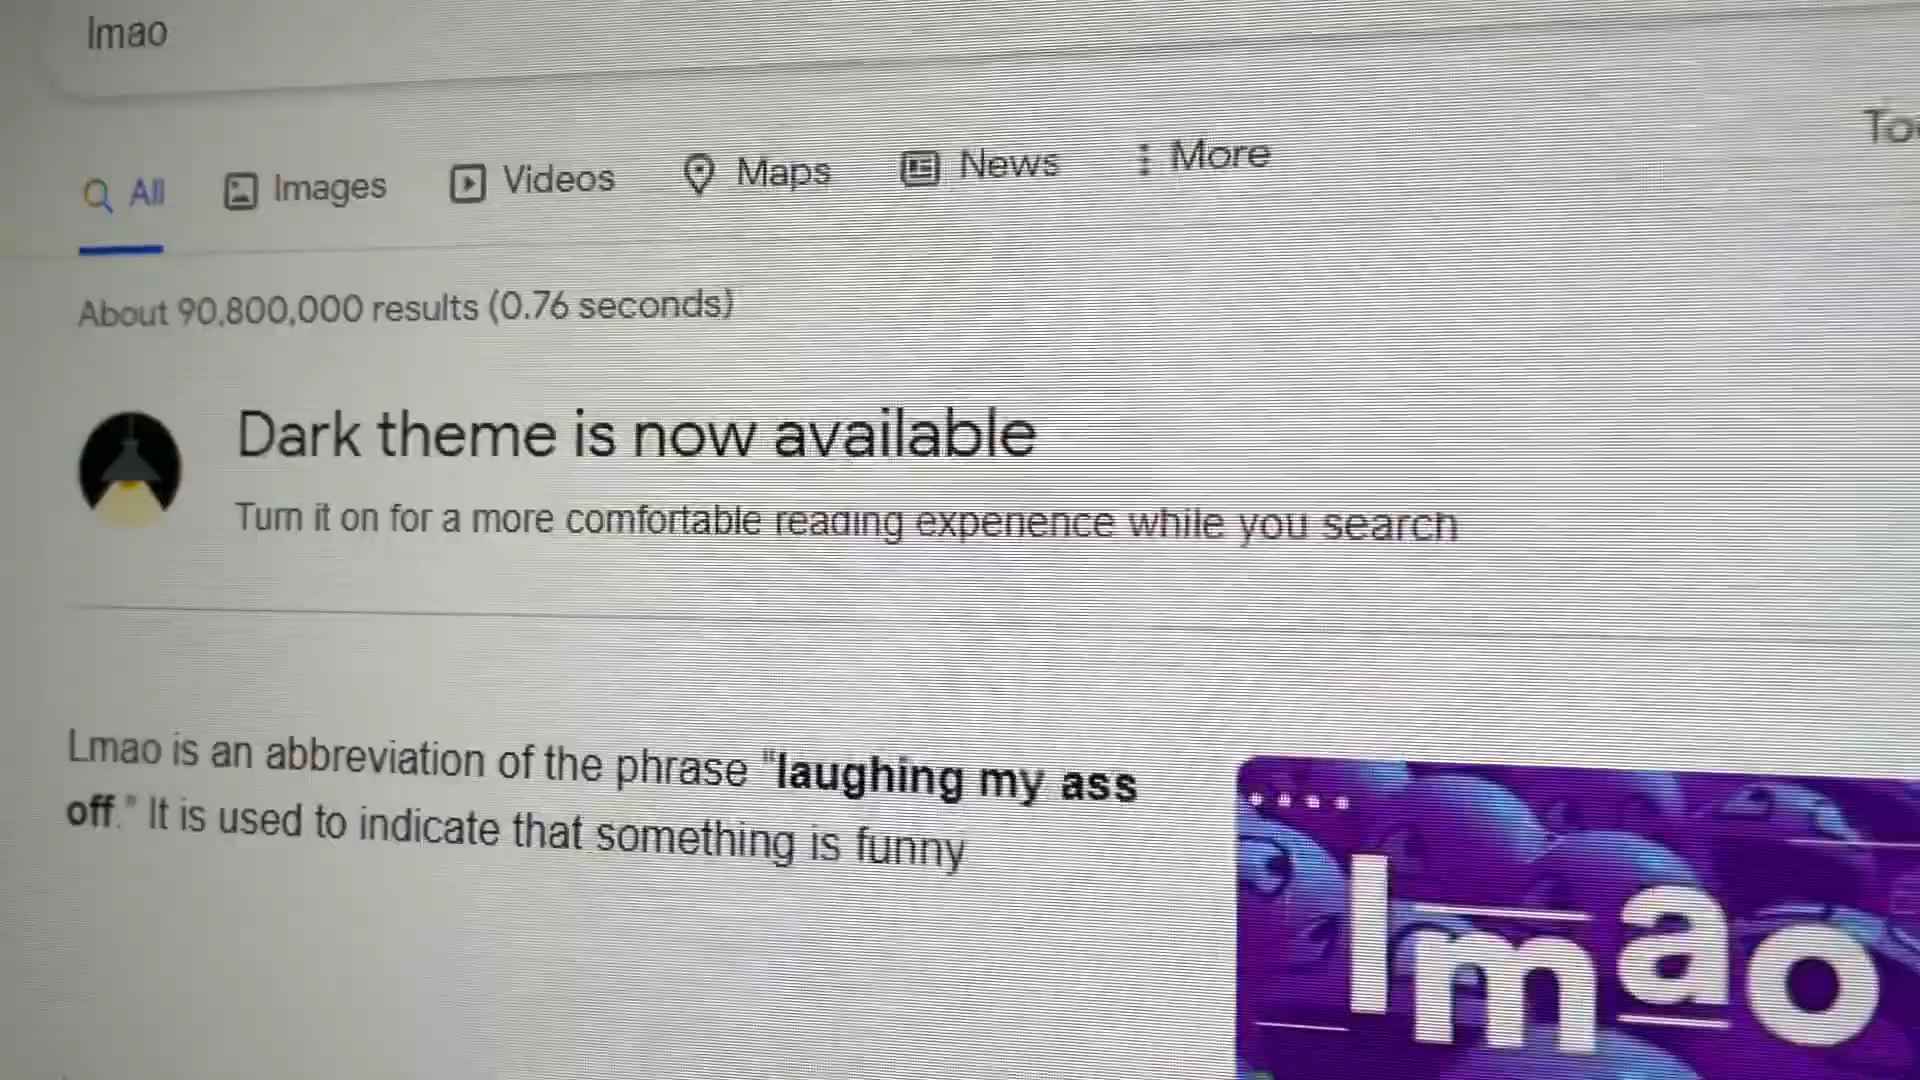 lmao
All Images Videos Maps News More
About 90,800,000 results (0.76 seconds)
Dark theme is now available
Turn it on for a more comfortable reading experience while you search
Lmao is an abbreviation of the phrase "laughing my ass
off." It is used to indicate that something is funny
lmao